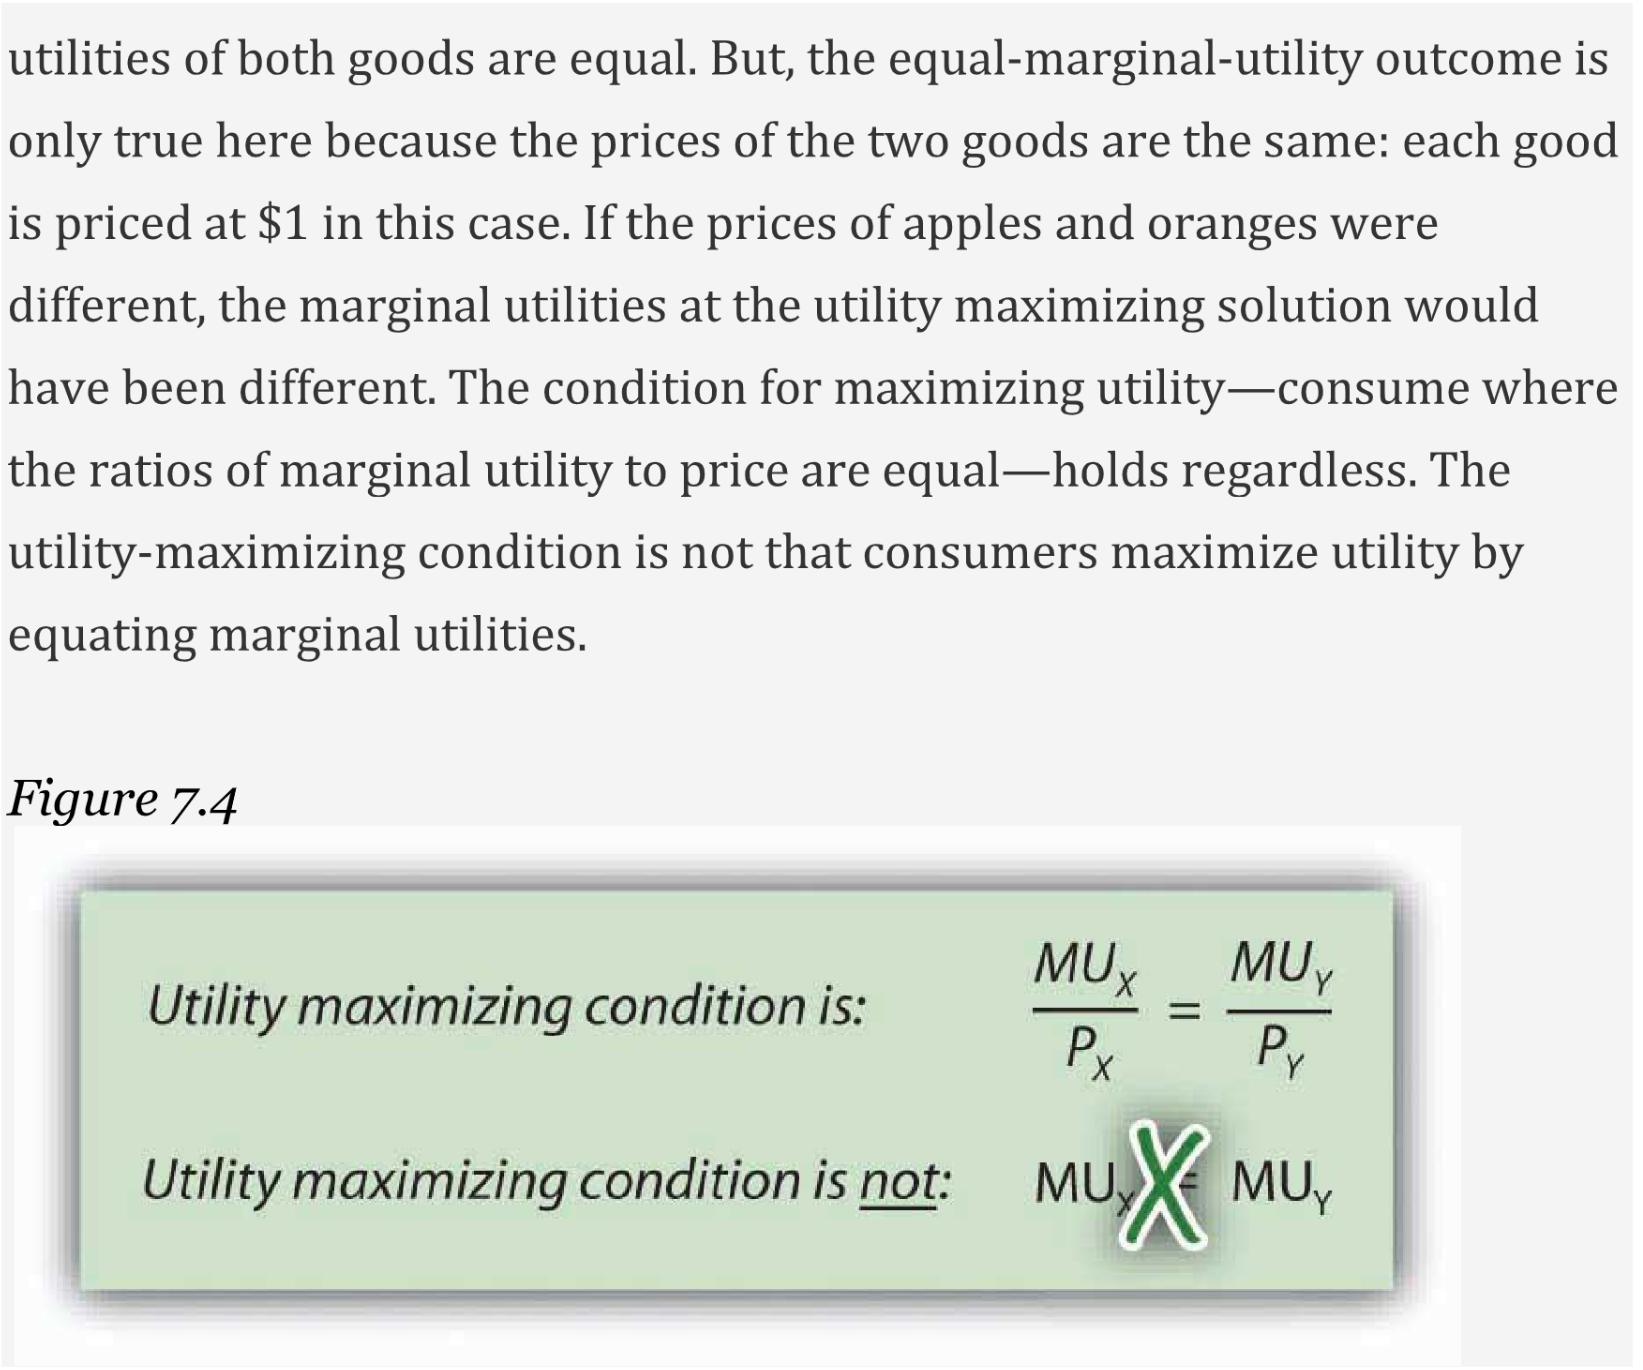 utilities of both goods are equal. But, the equal-marginal-utility outcome is
only true here because the prices of the two goods are the same: each good
is priced at $1 in this case. If the prices of apples and oranges were
different, the marginal utilities at the utility maximizing solution would
have been different. The condition for maximizing utility—consume where
the ratios of marginal utility to price are equal—holds regardless. The
utility-maximizing condition is not that consumers maximize utility by
equating marginal utilities.
Figure 7.4
Utility maximizing condition is: MU_X / P_X = MU_Y / P_Y
Utility maximizing condition is not: MU_X = MU_Y